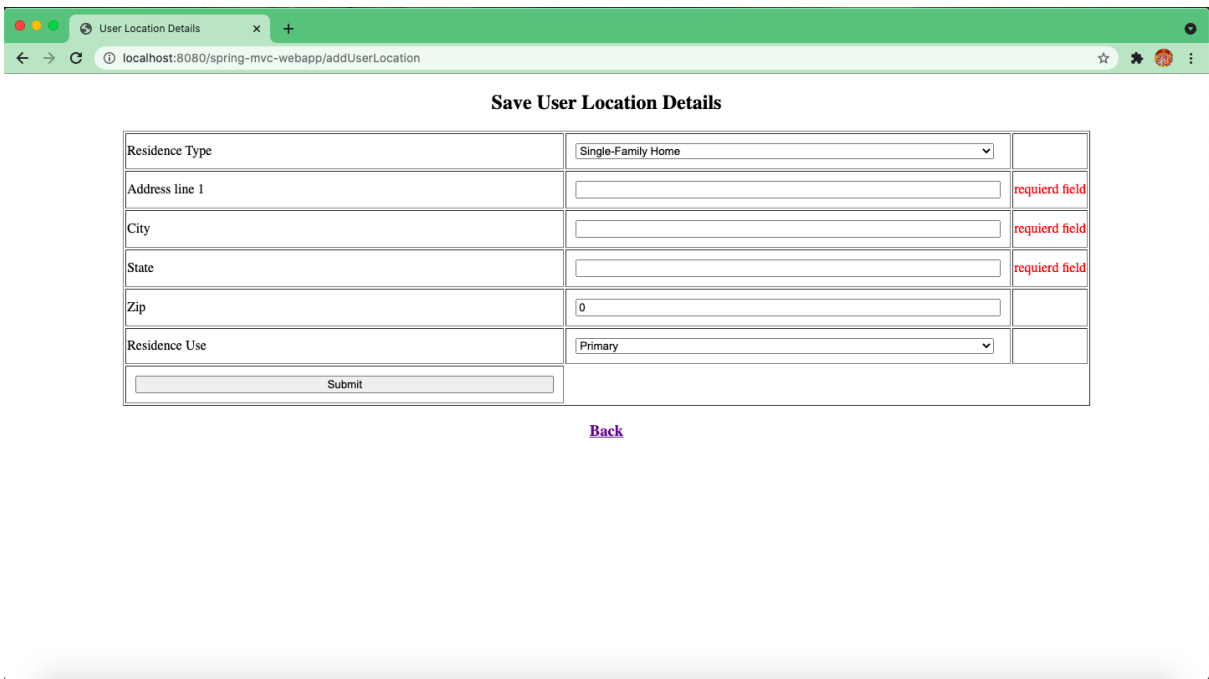 User Location Details
localhost:8080/spring-mvc-webapp/addUserLocation
Save User Location Details
Residence Type Single-Family Home
Address line 1 requierd field
City requierd field
State requierd field
Zip 0
Residence Use Primary
Submit
Back